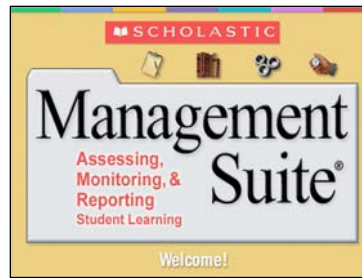 SCHOLASTIC
Management
Assessing,
Monitoring, &
Reporting
Student Learning
Suite®
Welcome!